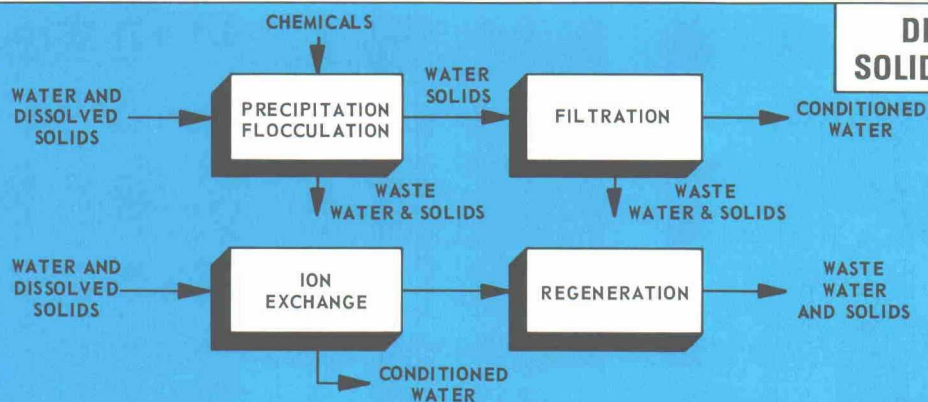 CHEMICALS
WATER AND
DISSOLVED
SOLIDS
PRECIPITATION
FLOCCULATION
WATER
SOLIDS
FILTRATION
CONDITIONED
WATER
WASTE
WATER & SOLIDS
WASTE
WATER & SOLIDS
WATER AND
DISSOLVED
SOLIDS
ION
EXCHANGE
REGENERATION
WASTE
WATER
AND SOLIDS
CONDITIONED
WATER